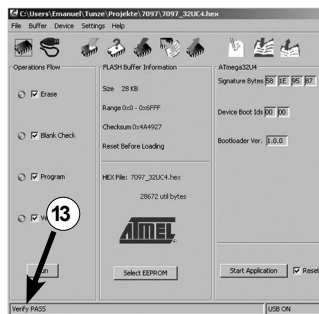 C:\Users\Emanuel\Tunze\Projekte\7097\7097_32UC4.hex
File Buffer Device Settings Help
Operations Flow
Erase
Blank Check
Program
13
FLASH Buffer Information
Size 28 KB
Range 0x0 - 0x6FFF
Checksum 0x4A4927
Reset Before Loading
HEX File: 7097_32UC4.hex
28672 util bytes
ATMEL
Select EEPROM
ATmega32U4
Signature Bytes 58 1E 95 87
Device Boot Ids 00 00
Bootloader Ver. 1.0.0
Start Application Reset
Verify PASS
USB ON